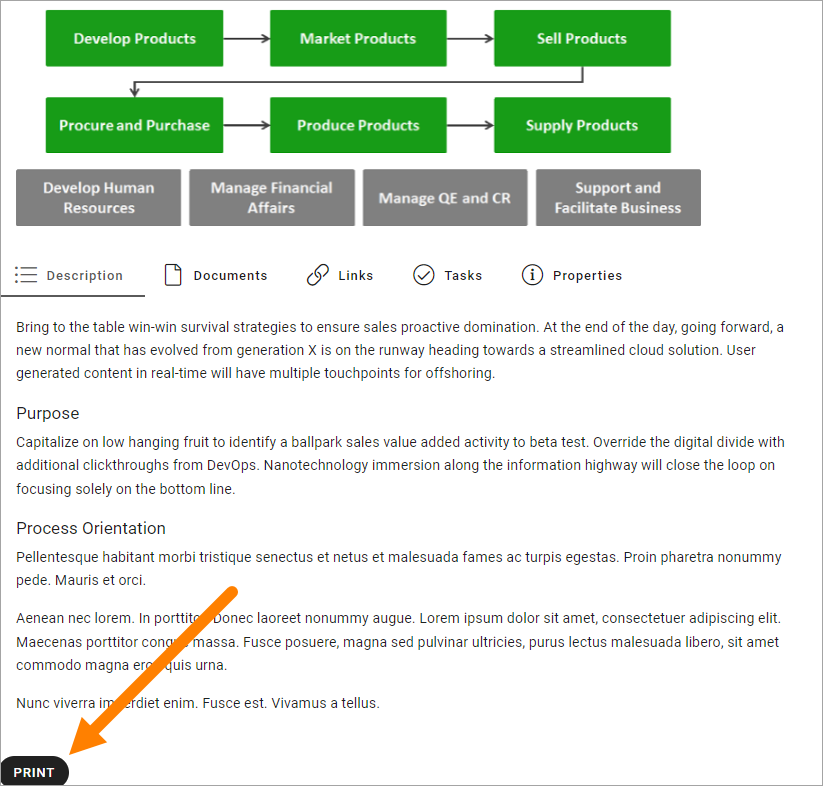 Develop Products
Market Products
Sell Products
Procure and Purchase
Produce Products
Supply Products
Develop Human
Resources
Manage Financial
Affairs
Manage QE and CR
Support and
Facilitate Business
Description
Documents
Links
Tasks
Properties
Bring to the table win-win survival strategies to ensure sales proactive domination. At the end of the day, going forward, a
new normal that has evolved from generation X is on the runway heading towards a streamlined cloud solution. User
generated content in real-time will have multiple touchpoints for offshoring.
Purpose
Capitalize on low hanging fruit to identify a ballpark sales value added activity to beta test. Override the digital divide with
additional clickthroughs from DevOps. Nanotechnology immersion along the information highway will close the loop on
focusing solely on the bottom line.
Process Orientation
Pellentesque habitant morbi tristique senectus et netus et malesuada fames ac turpis egestas. Proin pharetra nonummy
pede. Mauris et orci.
Aenean nec lorem. In porttitor. Donec laoreet nonummy augue. Lorem ipsum dolor sit amet, consectetuer adipiscing elit.
Maecenas porttitor congue massa. Fusce posuere, magna sed pulvinar ultricies, purus lectus malesuada libero, sit amet
commodo magna eros quis urna.
Nunc viverra imperdiet enim. Fusce est. Vivamus a tellus.
PRINT